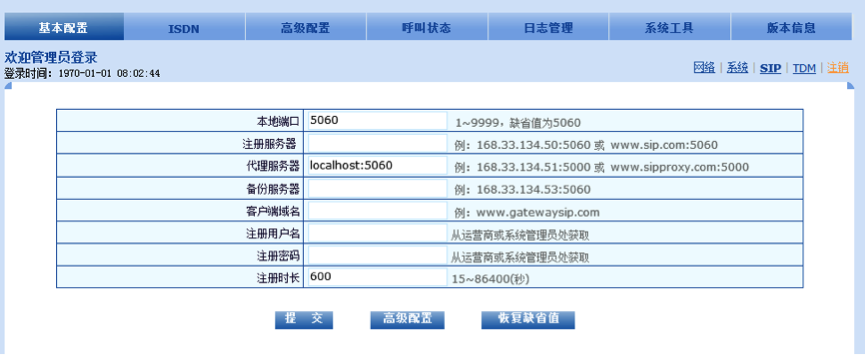 基本配置 ISDN 高级配置 呼叫状态 日志管理 系统工具 版本信息
欢迎管理员登录
登录时间: 1970-01-01 08:02:44
网络 | 系统 | SIP | TDM | 注销
本地端口 5060 1~9999，缺省值为5060
注册服务器 例: 168.33.134.50:5060 或 www.sip.com:5060
代理服务器 localhost:5060 例: 168.33.134.51:5000 或 www.sipproxy.com:5000
备份服务器 例: 168.33.134.53:5060
客户端域名 例: www.gatewaysip.com
注册用户名 从运营商或系统管理员处获取
注册密码 从运营商或系统管理员处获取
注册时长 600 15~86400(秒)
提 交 高级配置 恢复缺省值